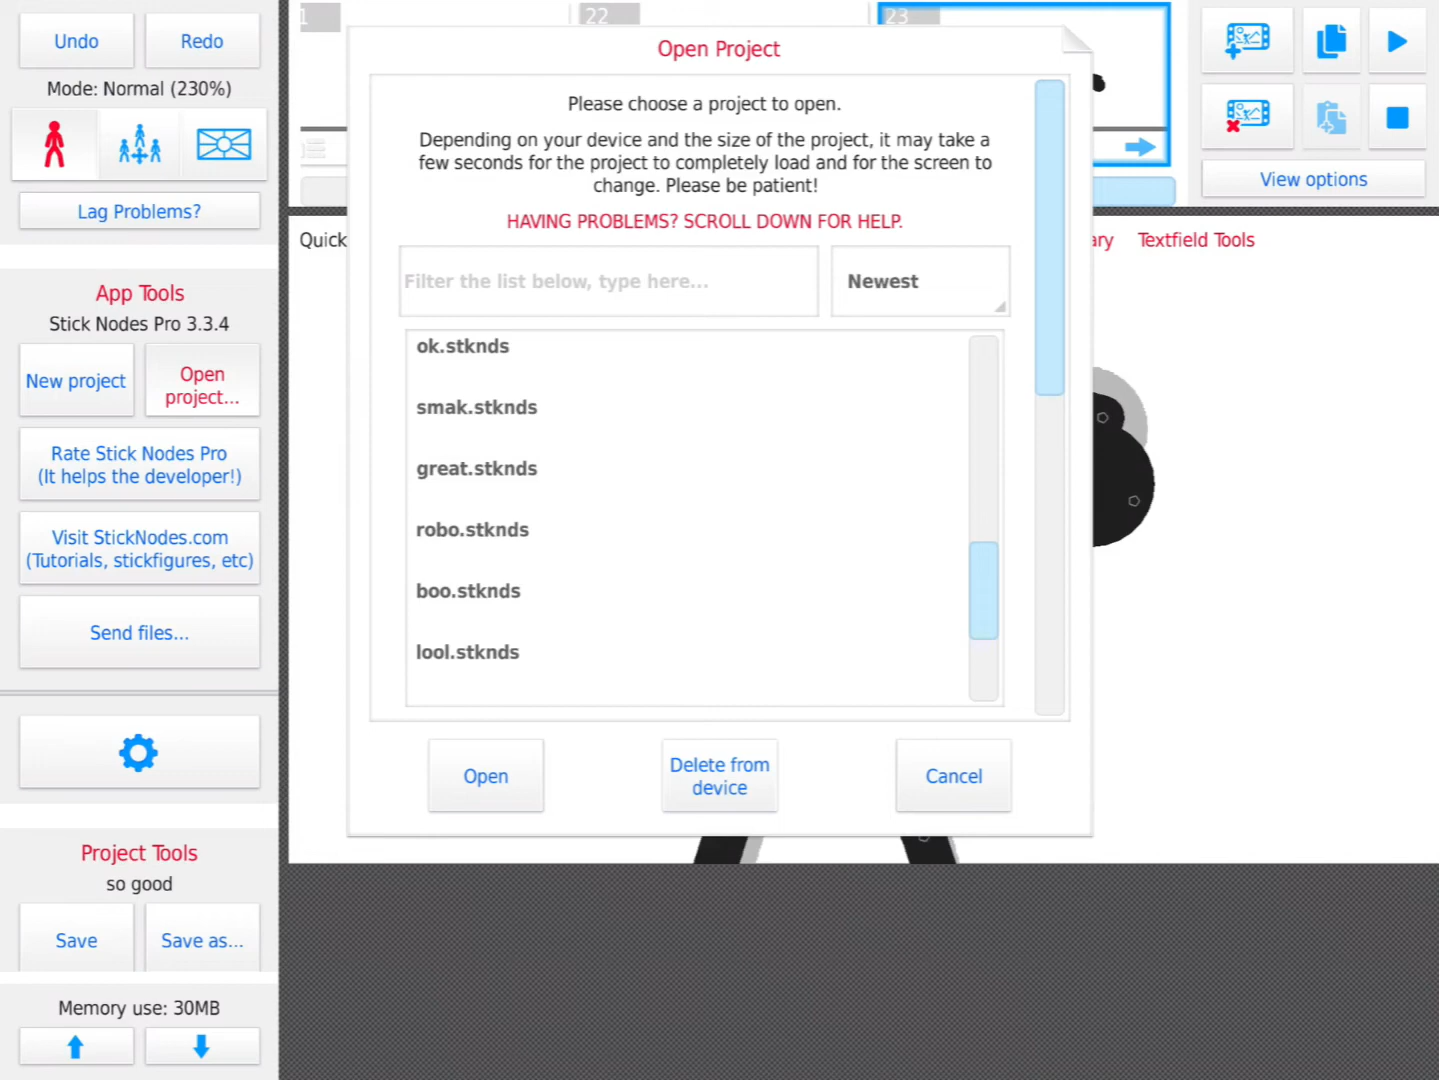 Undo
Redo
Mode: Normal (230%)
Lag Problems?
App Tools
Stick Nodes Pro 3.3.4
New project
Open
project...
Rate Stick Nodes Pro
(It helps the developer!)
Visit StickNodes.com
(Tutorials, stickfigures, etc)
Send files...
Project Tools
so good
Save
Save as...
Memory use: 30MB
1
22
23
View options
Quick
ary
Textfield Tools
Open Project
Please choose a project to open.
Depending on your device and the size of the project, it may take a
few seconds for the project to completely load and for the screen to
change. Please be patient!
HAVING PROBLEMS? SCROLL DOWN FOR HELP.
Filter the list below, type here...
Newest
ok.stknds
smak.stknds
great.stknds
robo.stknds
boo.stknds
lool.stknds
Open
Delete from
device
Cancel